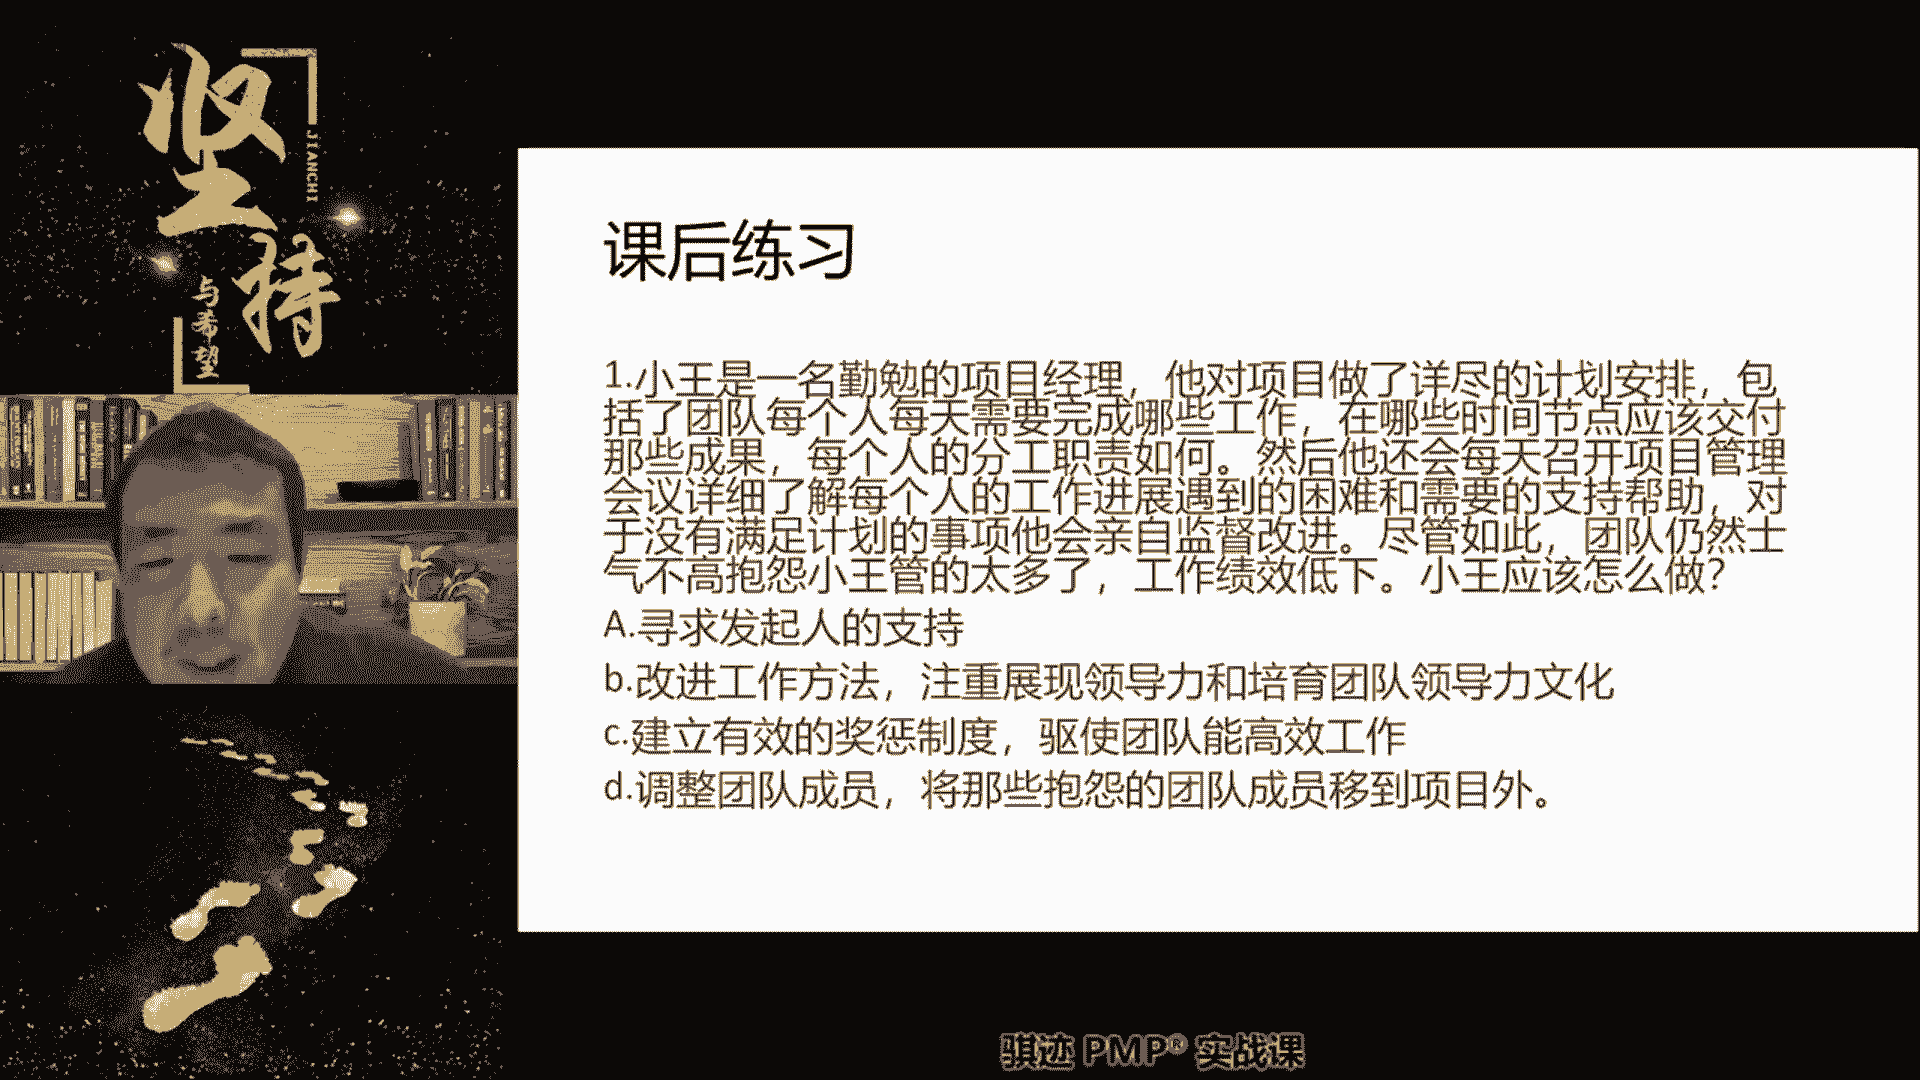 坚持
JIANCHI
与希望
课后练习
1.小王是一名勤勉的项目经理，他对项目做了详尽的计划安排，包
括了团队每个人每天需要完成哪些工作，在哪些时间节点应该交付
那些成果，每个人的分工职责如何。然后他还会每天召开项目管理
会议详细了解每个人的工作进展遇到的困难和需要的支持帮助，对
于没有满足计划的事项他会亲自监督改进。尽管如此，团队仍然士
气不高抱怨小王管的太多了，工作绩效低下。小王应该怎么做？
A.寻求发起人的支持
b.改进工作方法，注重展现领导力和培育团队领导力文化
c.建立有效的奖惩制度，驱使团队能高效工作
d.调整团队成员，将那些抱怨的团队成员移到项目外。
骐迹 PMP® 实战课